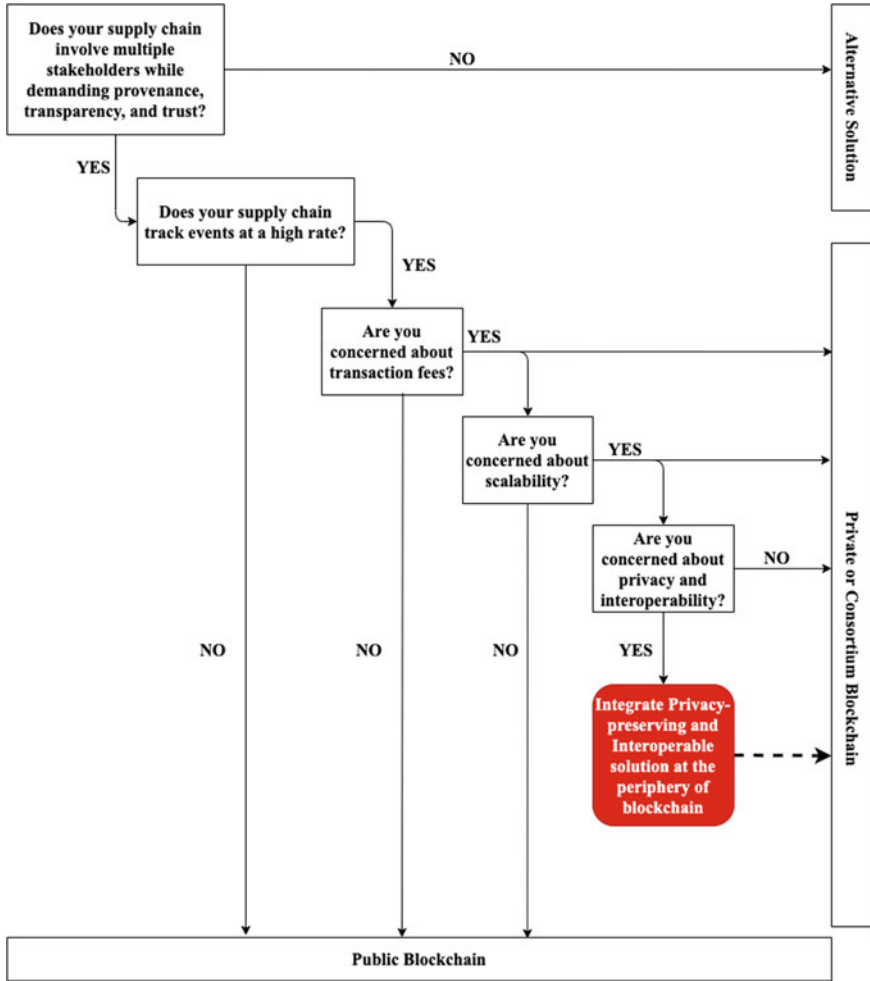 Does your supply chain
involve multiple
stakeholders while
demanding provenance,
transparency, and trust?
NO
Alternative Solution
YES
Does your supply chain
track events at a high rate?
YES
Are you
concerned about
transaction fees?
YES
Are you
concerned about
scalability?
YES
Are you
concerned about
privacy and
interoperability?
NO
Private or Consortium Blockchain
NO
NO
NO
YES
Integrate Privacy-
preserving and
Interoperable
solution at the
periphery of
blockchain
Public Blockchain